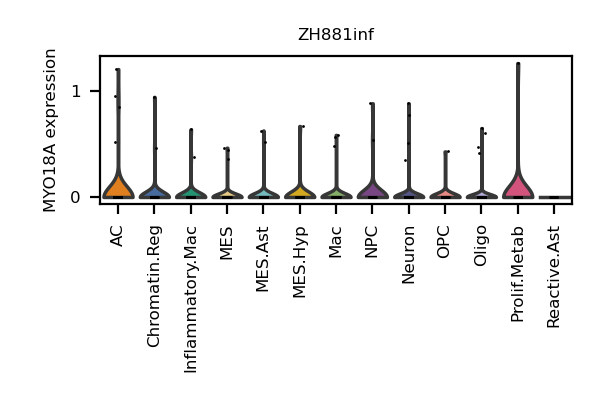 ZH881inf
MYO18A expression
1
0
AC
Chromatin.Reg
Inflammatory.Mac
MES
MES.Ast
MES.Hyp
Mac
NPC
Neuron
OPC
Oligo
Prolif.Metab
Reactive.Ast